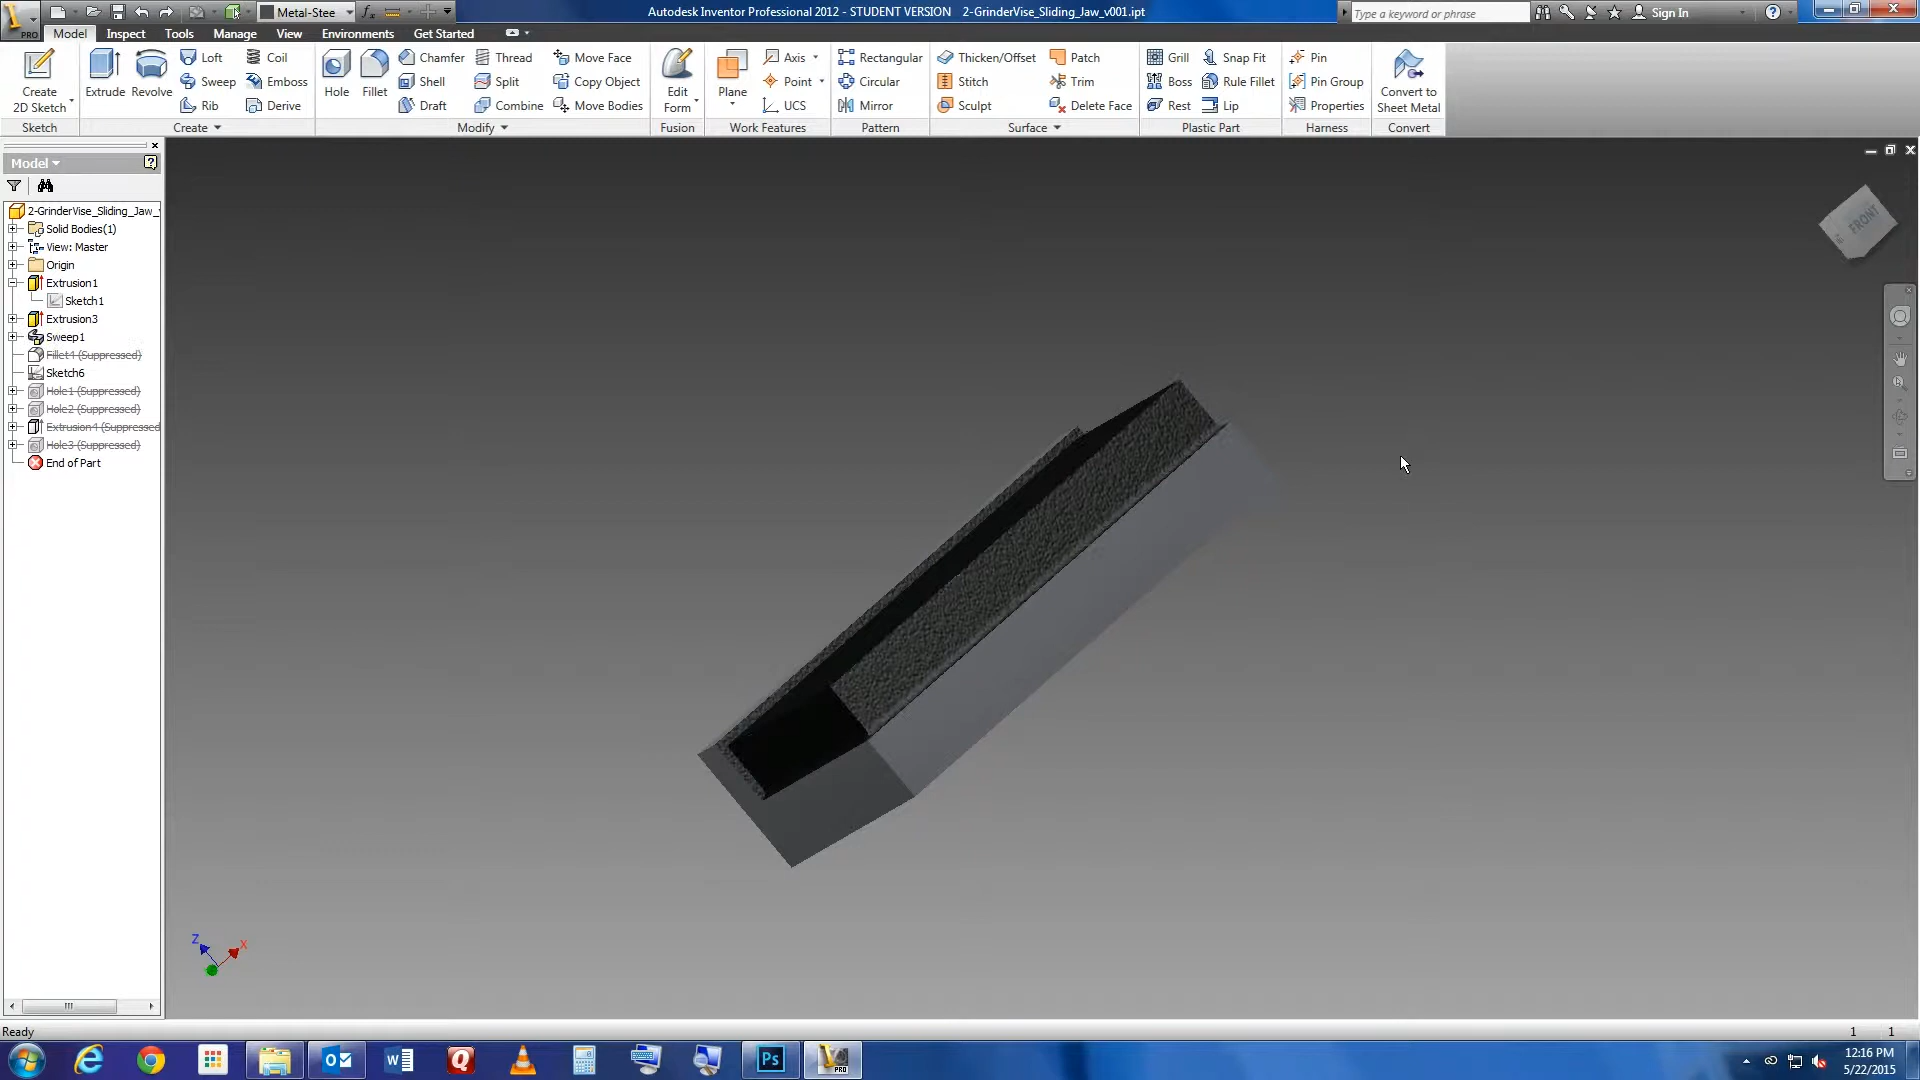 Metal-Stee
Autodesk Inventor Professional 2012 - STUDENT VERSION 2-GrinderVise_Sliding_Jaw_v001.ipt
Type a keyword or phrase
Sign In
PRO
Model Inspect Tools Manage View Environments Get Started
Create
2D Sketch
Extrude
Revolve
Loft
Sweep
Rib
Coil
Emboss
Derive
Hole
Fillet
Chamfer
Shell
Draft
Thread
Split
Combine
Move Face
Copy Object
Move Bodies
Edit
Form
Plane
Axis
Point
UCS
Rectangular
Circular
Mirror
Thicken/Offset
Stitch
Sculpt
Patch
Trim
Delete Face
Grill
Boss
Rest
Snap Fit
Rule Fillet
Lip
Pin
Pin Group
Properties
Convert to
Sheet Metal
Sketch
Create
Modify
Fusion
Work Features
Pattern
Surface
Plastic Part
Harness
Convert
Model
2-GrinderVise_Sliding_Jaw_
Solid Bodies(1)
View: Master
Origin
Extrusion1
Sketch1
Extrusion3
Sweep1
Fillet4 (Suppressed)
Sketch6
Hole1 (Suppressed)
Hole2 (Suppressed)
Extrusion4 (Suppressed
Hole3 (Suppressed)
End of Part
FRONT
Z
X
Ready
1 1
Ps
PRO
12:16 PM
5/22/2015